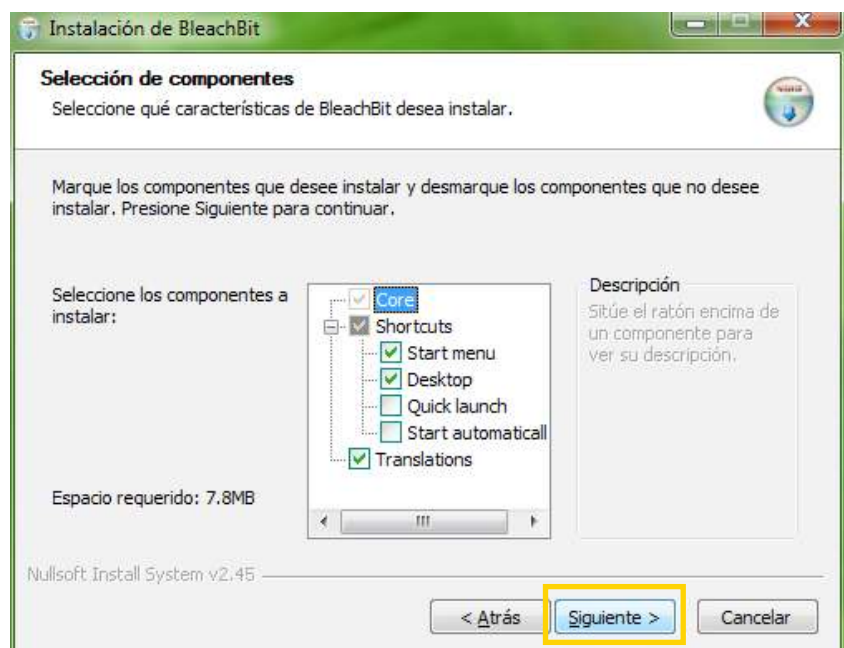 Instalación de BleachBit
Selección de componentes
Seleccione qué características de BleachBit desea instalar.
Marque los componentes que desee instalar y desmarque los componentes que no desee
instalar. Presione Siguiente para continuar.
Seleccione los componentes a
instalar:
Core
Shortcuts
Start menu
Desktop
Quick launch
Start automaticall
Translations
Descripción
Sitúe el ratón encima de
un componente para
ver su descripción.
Espacio requerido: 7.8MB
Nullsoft Install System v2.45
< Atrás
Siguiente >
Cancelar